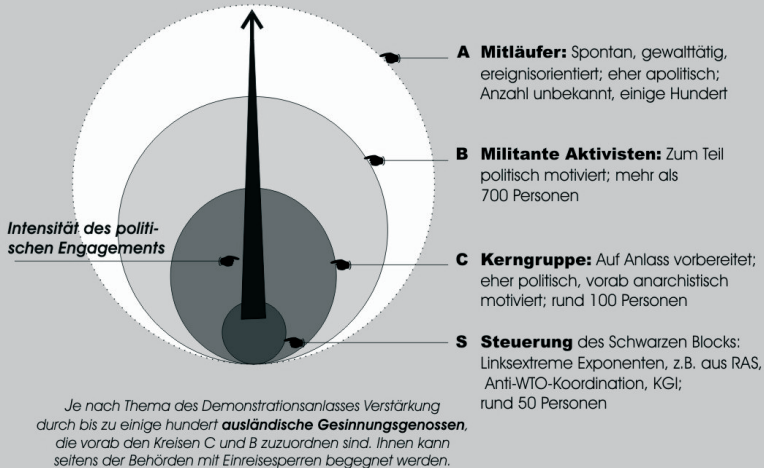 A Mitläufer: Spontan, gewalttätig,
ereignisorientiert; eher apolitisch;
Anzahl unbekannt, einige Hundert
B Militante Aktivisten: Zum Teil
politisch motiviert; mehr als
700 Personen
Intensität des politi-
schen Engagements
C Kerngruppe: Auf Anlass vorbereitet;
eher politisch, vorab anarchistisch
motiviert; rund 100 Personen
S Steuerung des Schwarzen Blocks:
Linksextreme Exponenten, z.B. aus RAS,
Anti-WTO-Koordination, KGI;
rund 50 Personen
Je nach Thema des Demonstrationsanlasses Verstärkung
durch bis zu einige hundert ausländische Gesinnungsgenossen,
die vorab den Kreisen C und B zuzuordnen sind. Ihnen kann
seitens der Behörden mit Einreisesperren begegnet werden.